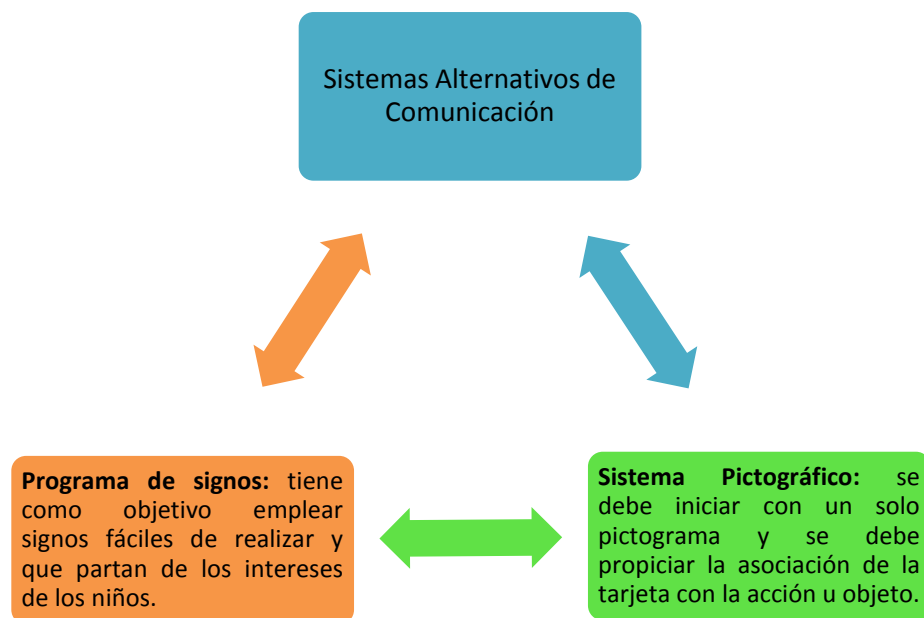 Sistemas Alternativos de
Comunicación
Programa de signos: tiene
como objetivo emplear
signos fáciles de realizar y
que partan de los intereses
de los niños.
Sistema Pictográfico: se
debe iniciar con un solo
pictograma y se debe
propiciar la asociación de la
tarjeta con la acción u objeto.